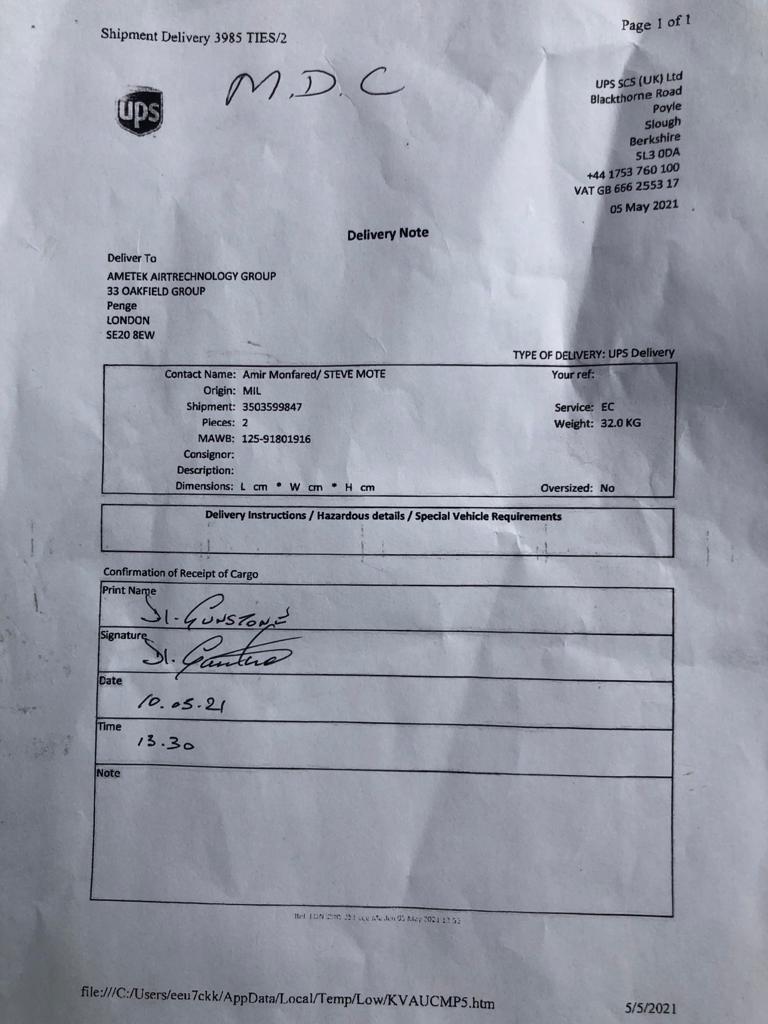 Shipment Delivery 3985 TIES/2
Page 1 of 1
M.D.C
ups
UPS SCS (UK) Ltd
Blackthorne Road
Poyle
Slough
Berkshire
SL3 0DA
+44 1753 760 100
VAT GB 666 2553 17
05 May 2021
Delivery Note
Deliver To
AMETEK AIRTRECHNOLOGY GROUP
33 OAKFIELD GROUP
Penge
LONDON
SE20 8EW
TYPE OF DELIVERY: UPS Delivery
Contact Name: Amir Monfared/ STEVE MOTE
Your ref:
Origin: MIL
Shipment: 3503599847
Service: EC
Pieces: 2
Weight: 32.0 KG
MAWB: 125-91801916
Consignor:
Description:
Dimensions: L cm * W cm * H cm
Oversized: No
Delivery Instructions / Hazardous details / Special Vehicle Requirements
Confirmation of Receipt of Cargo
Print Name
GUNSTONE
Signature
Date
10.05.21
Time
13.30
Note
file:///C:/Users/eeu7ckk/AppData/Local/Temp/Low/KVAUCMP5.htm
5/5/2021